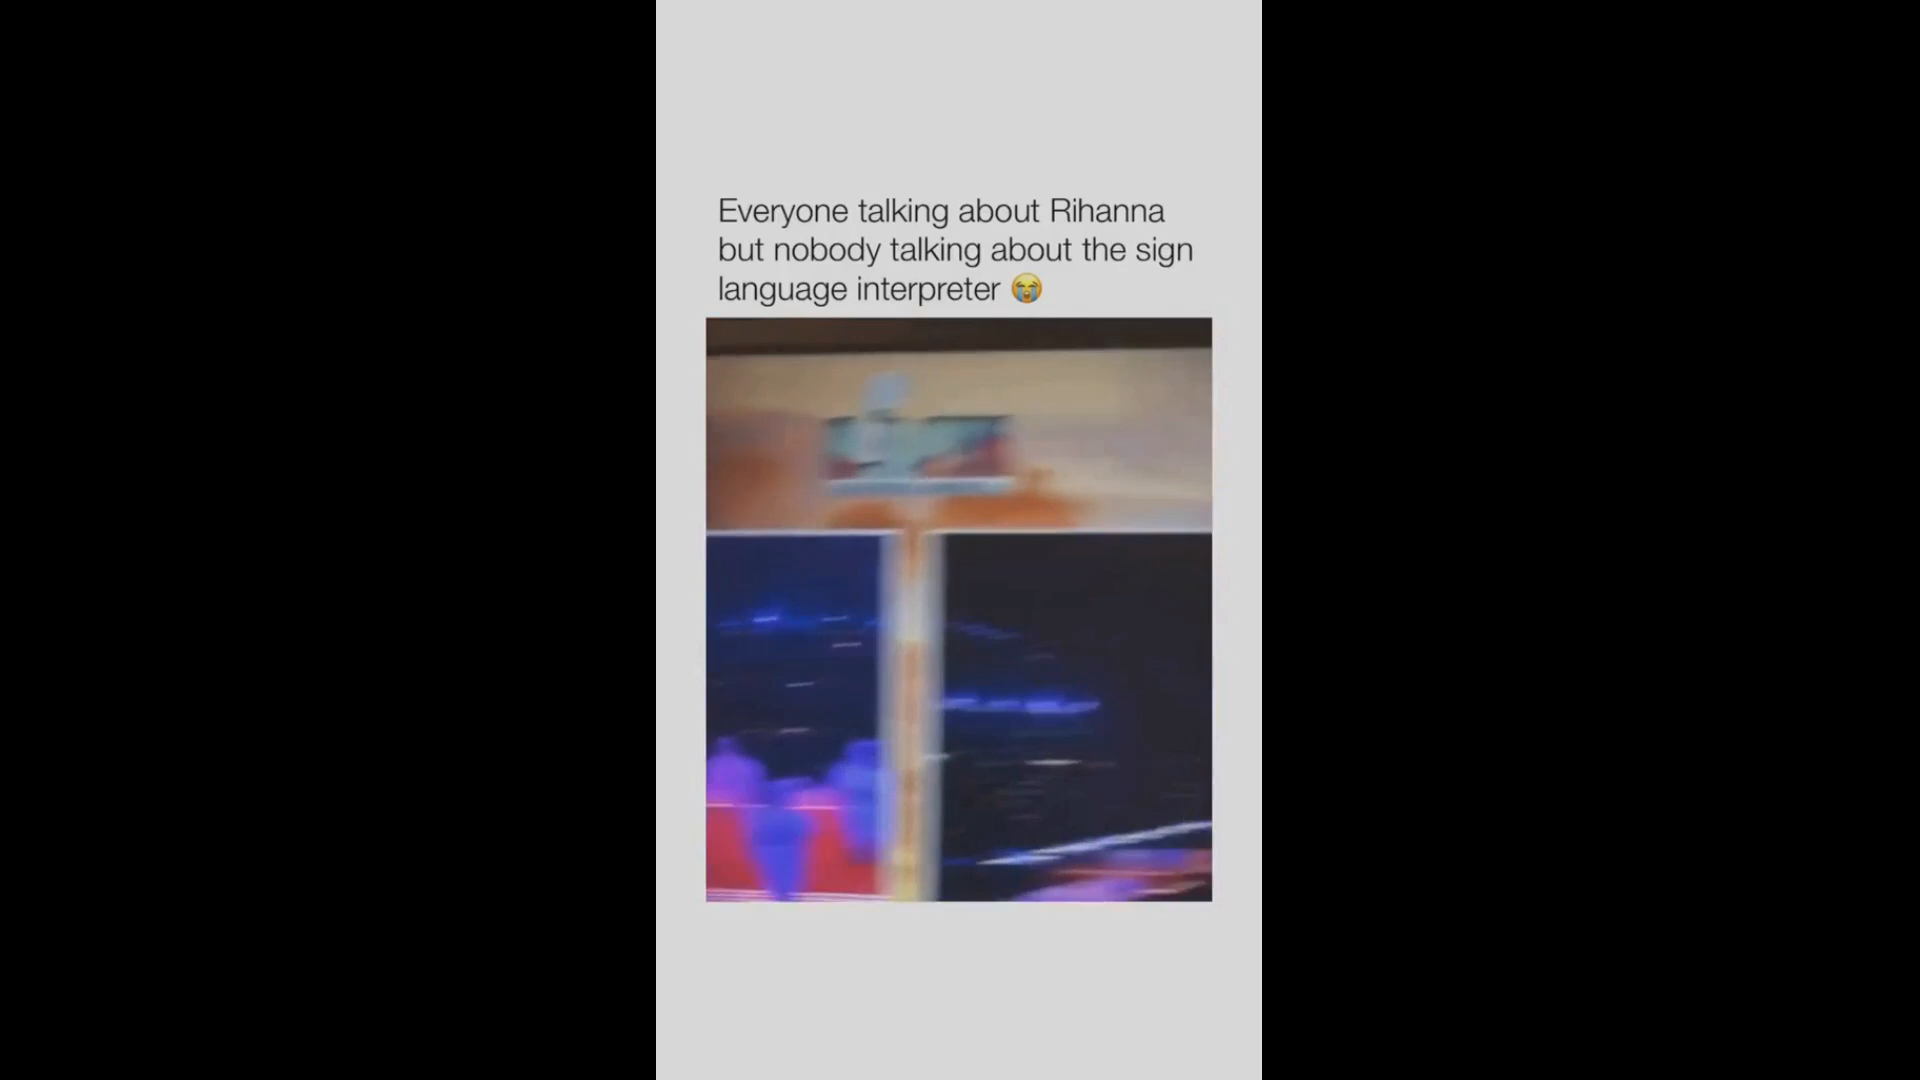 Everyone talking about Rihanna
but nobody talking about the sign
language interpreter 😭